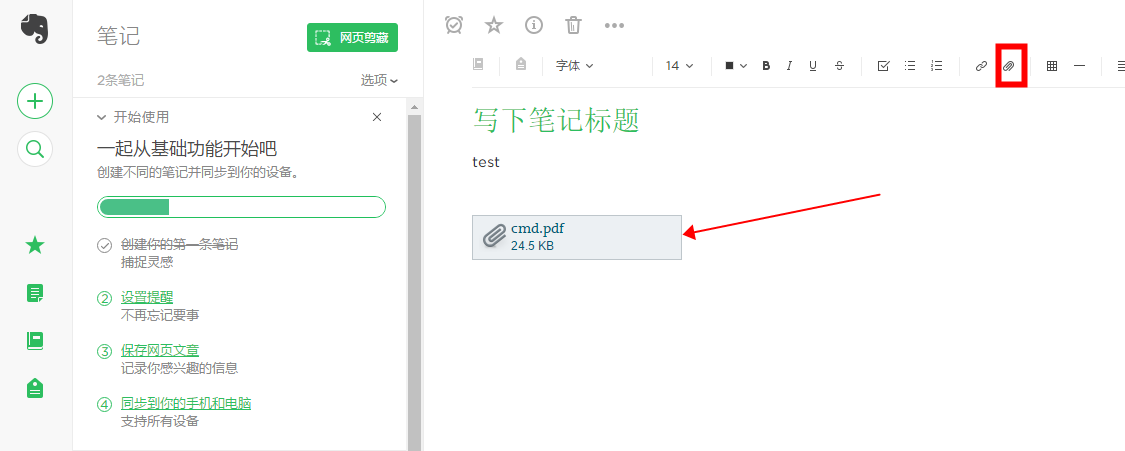 笔记
网页剪藏
2条笔记
选项
开始使用
一起从基础功能开始吧
创建不同的笔记并同步到你的设备。
创建你的第一条笔记
捕捉灵感
2 设置提醒
不再忘记要事
3 保存网页文章
记录你感兴趣的信息
4 同步到你的手机和电脑
支持所有设备
字体 14 B I U S
写下笔记标题
test
cmd.pdf
24.5 KB